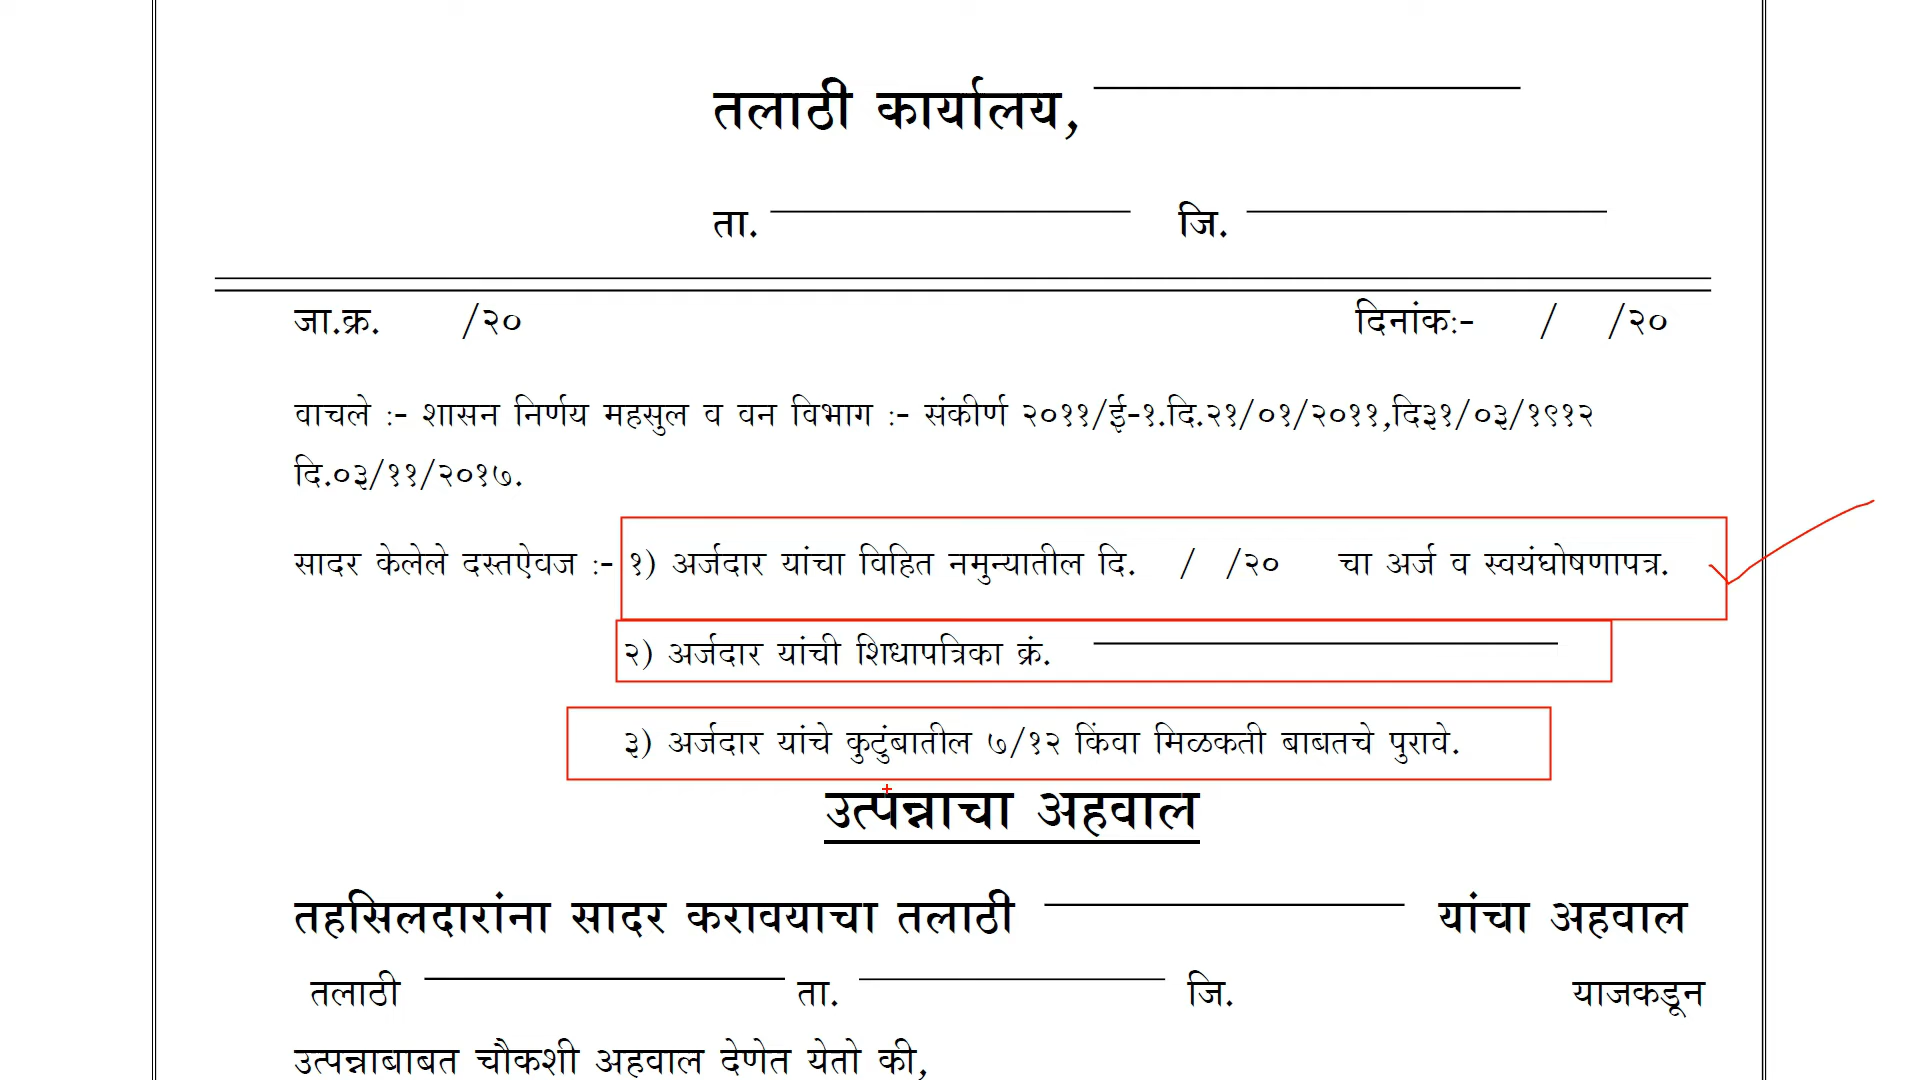 तलाठी कार्यालय,
ता. जि.
जा.क्र. /२० दिनांकः- / /२०
वाचले :- शासन निर्णय महसुल व वन विभाग :- संकीर्ण २०११/ई-१.दि.२१/०१/२०११,दि३१/०३/१९१२
दि.०३/११/२०१७.
सादर केलेले दस्तऐवज :- १) अर्जदार यांचा विहित नमुन्यातील दि. / /२० चा अर्ज व स्वयंघोषणापत्र.
२) अर्जदार यांची शिधापत्रिका क्रं.
३) अर्जदार यांचे कुटुंबातील ७/१२ किंवा मिळकती बाबतचे पुरावे.
उत्पन्नाचा अहवाल
तहसिलदारांना सादर करावयाचा तलाठी यांचा अहवाल
तलाठी ता. जि. याजकडून
उत्पन्नाबाबत चौकशी अहवाल देणेत येतो की,